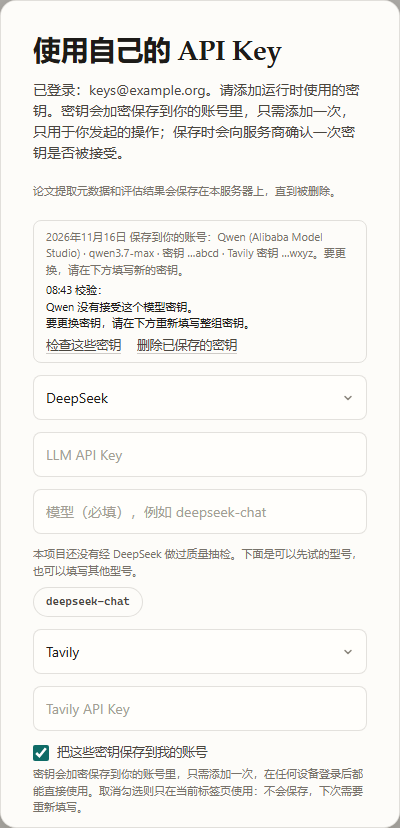 使用自己的 API Key
已登录：keys@example.org。请添加运行时使用的密
钥。密钥会加密保存到你的账号里，只需添加一次，
只用于你发起的操作；保存时会向服务商确认一次密
钥是否被接受。
论文提取元数据和评估结果会保存在本服务器上，直到被删除。
2026年11月16日 保存到你的账号：Qwen (Alibaba Model
Studio) · qwen3.7-max · 密钥 …abcd · Tavily 密钥 …wxyz。要更
换，请在下方填写新的密钥。
08:43 校验：
Qwen 没有接受这个模型密钥。
要更换密钥，请在下方重新填写整组密钥。
检查这些密钥 删除已保存的密钥
DeepSeek
LLM API Key
模型（必填），例如 deepseek-chat
本项目还没有经 DeepSeek 做过质量抽检。下面是可以先试的型号，
也可以填写其他型号。
deepseek-chat
Tavily
Tavily API Key
把这些密钥保存到我的账号
密钥会加密保存到你的账号里，只需添加一次，在任何设备登录后都
能直接使用。取消勾选则只在当前标签页使用：不会保存，下次需要
重新填写。